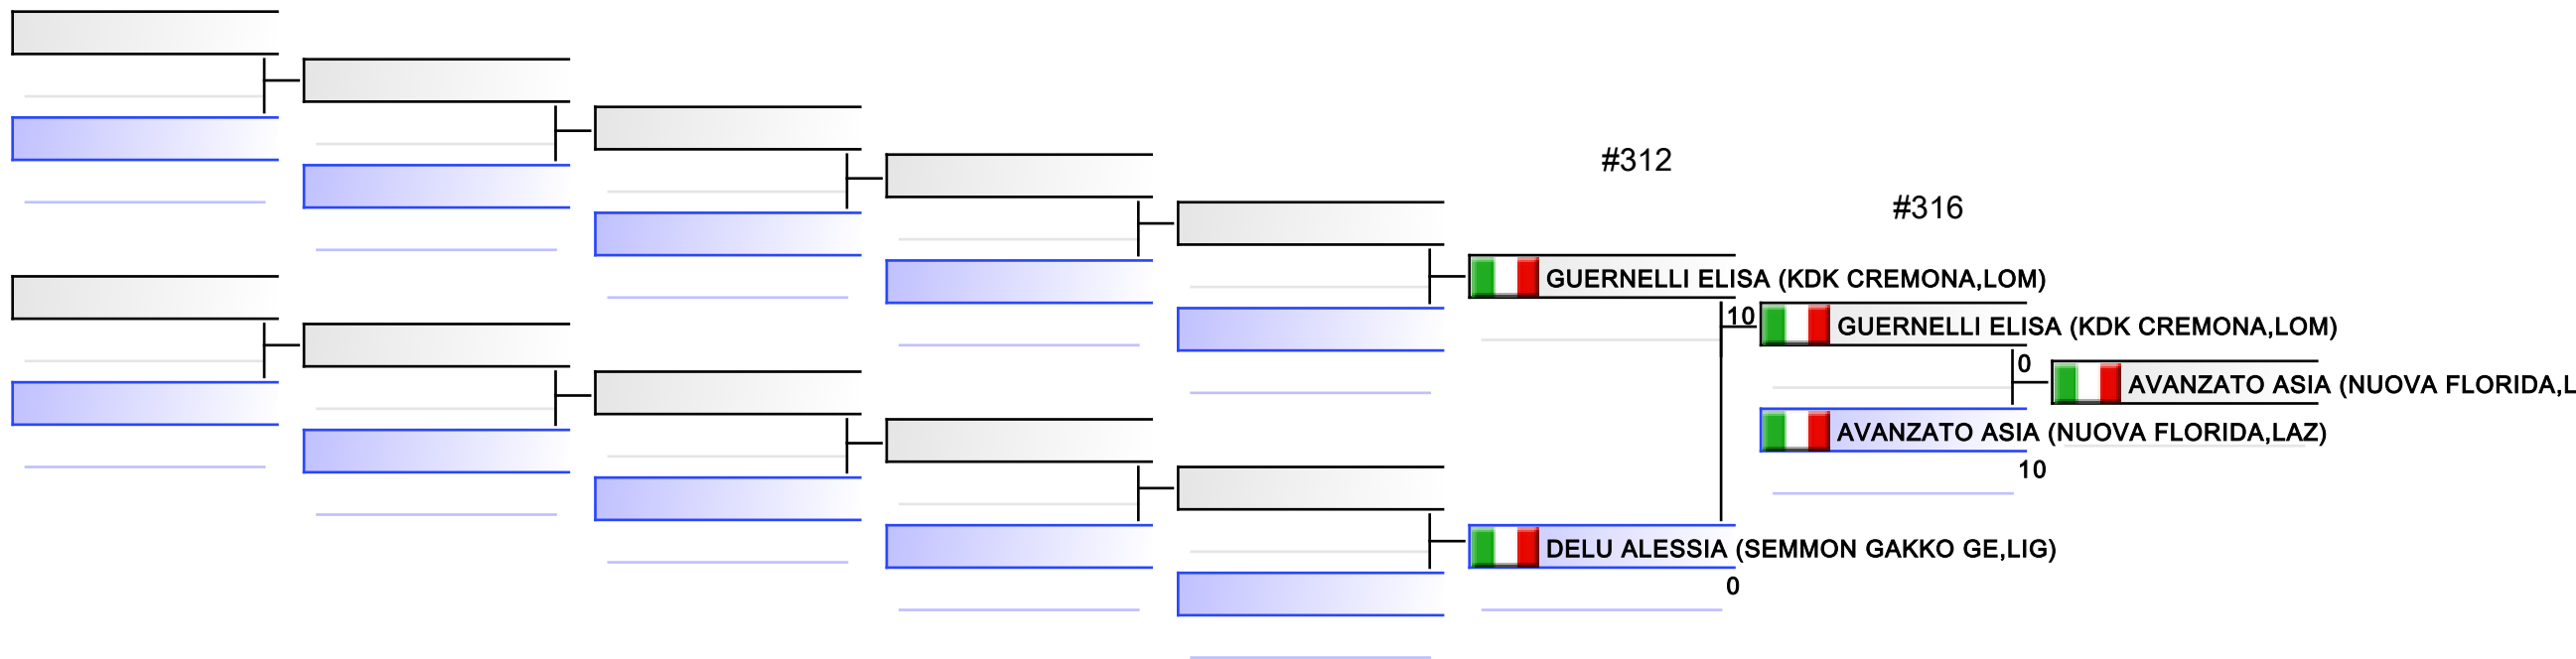 #312
#316
GUERNELLI ELISA (KDK CREMONA,LOM)
10
GUERNELLI ELISA (KDK CREMONA,LOM)
0
AVANZATO ASIA (NUOVA FLORIDA,L
AVANZATO ASIA (NUOVA FLORIDA,LAZ)
10
DELU ALESSIA (SEMMON GAKKO GE,LIG)
0